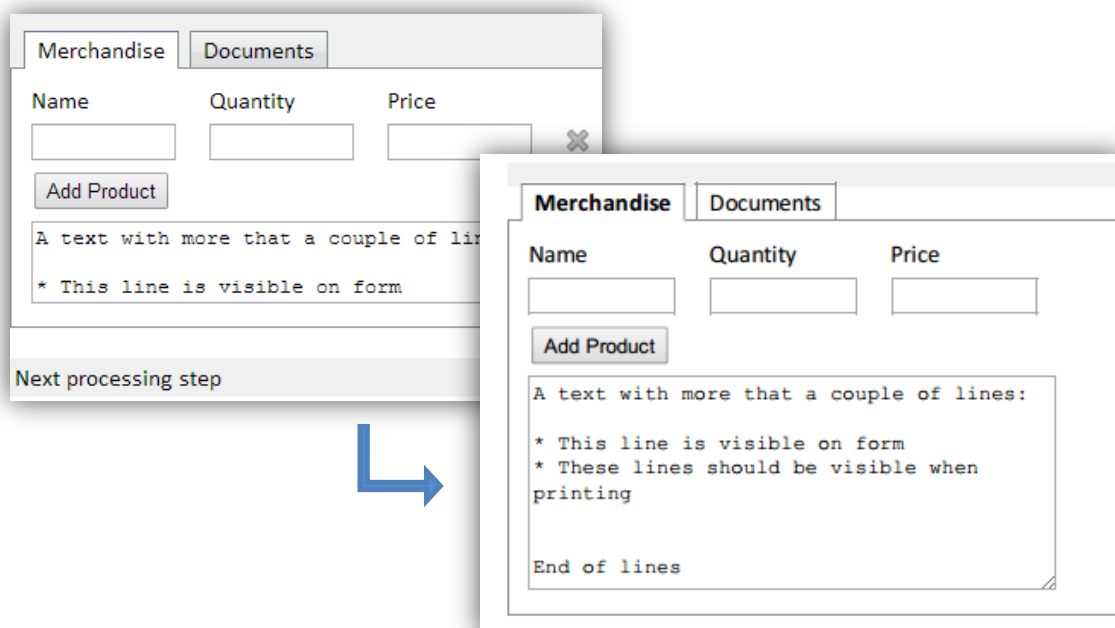 Merchandise Documents
Name Quantity Price
Add Product
A text with more that a couple of
* This line is visible on form
Next processing step
Merchandise Documents
Name Quantity Price
Add Product
A text with more that a couple of lines:
* This line is visible on form
* These lines should be visible when
printing
End of lines